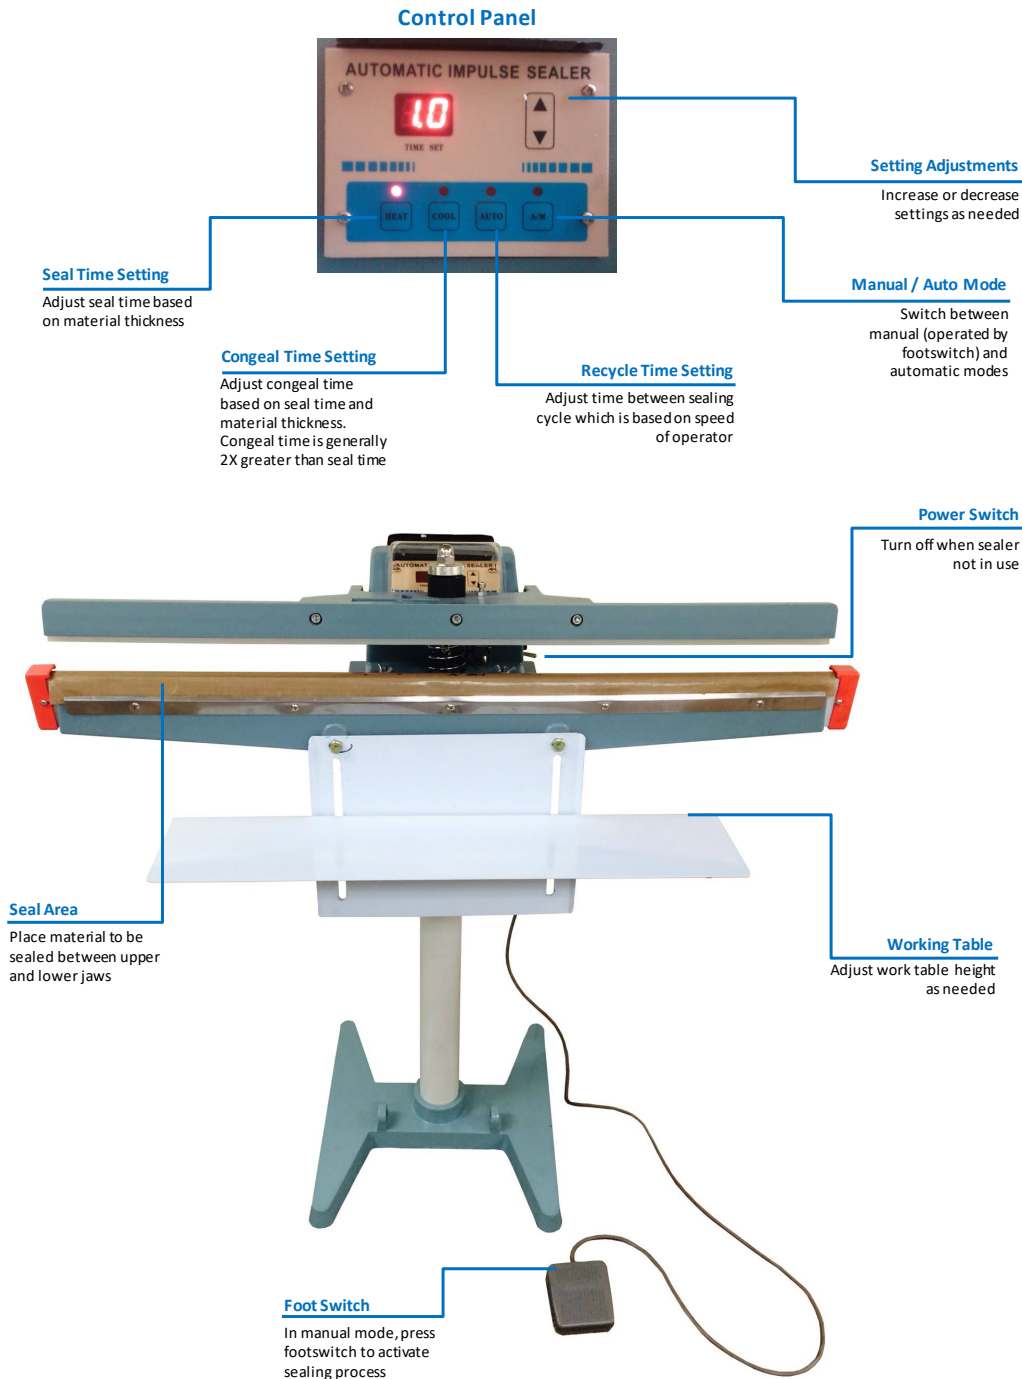 Control Panel
AUTOMATIC IMPULSE SEALER
1.0
TIME SET
HEAT COOL AUTO A/M
Setting Adjustments
Increase or decrease
settings as needed
Seal Time Setting
Adjust seal time based
on material thickness
Manual / Auto Mode
Switch between
manual (operated by
footswitch) and
automatic modes
Congeal Time Setting
Adjust congeal time
based on seal time and
material thickness.
Congeal time is generally
2X greater than seal time
Recycle Time Setting
Adjust time between sealing
cycle which is based on speed
of operator
Power Switch
Turn off when sealer
not in use
Seal Area
Place material to be
sealed between upper
and lower jaws
Working Table
Adjust work table height
as needed
Foot Switch
In manual mode, press
footswitch to activate
sealing process